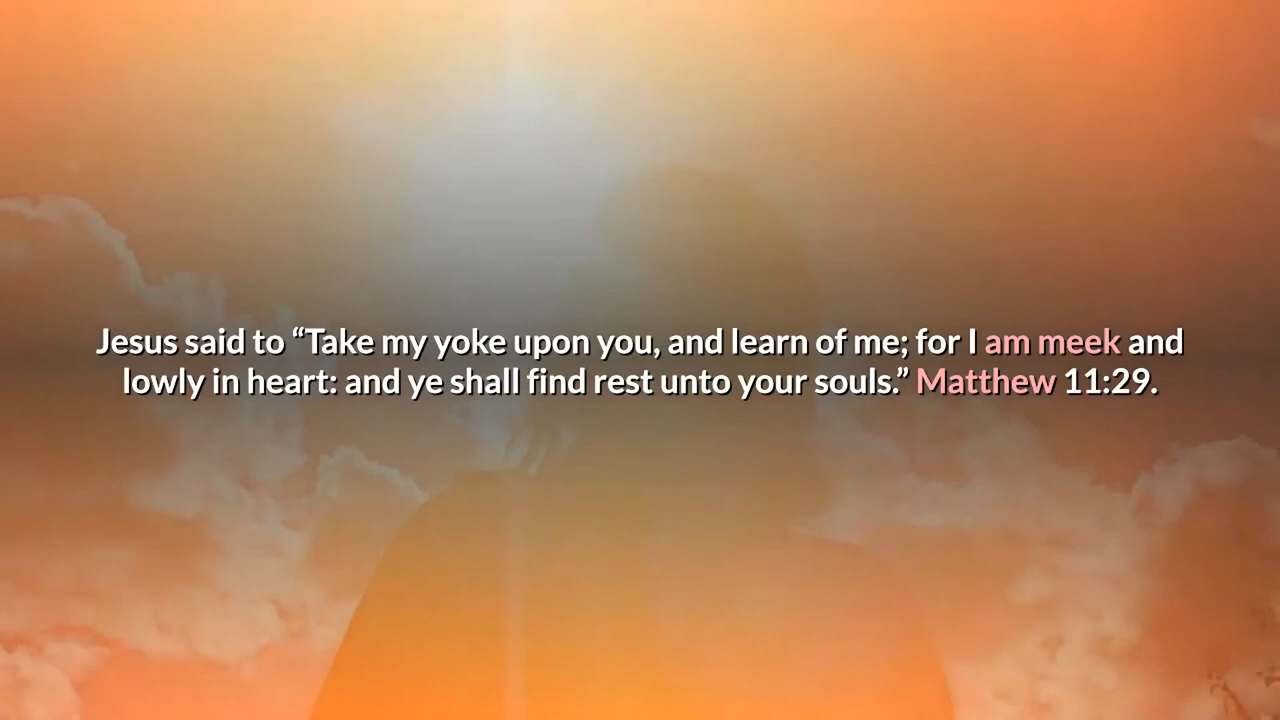 Jesus said to “Take my yoke upon you, and learn of me; for I am meek and
lowly in heart: and ye shall find rest unto your souls.” Matthew 11:29.